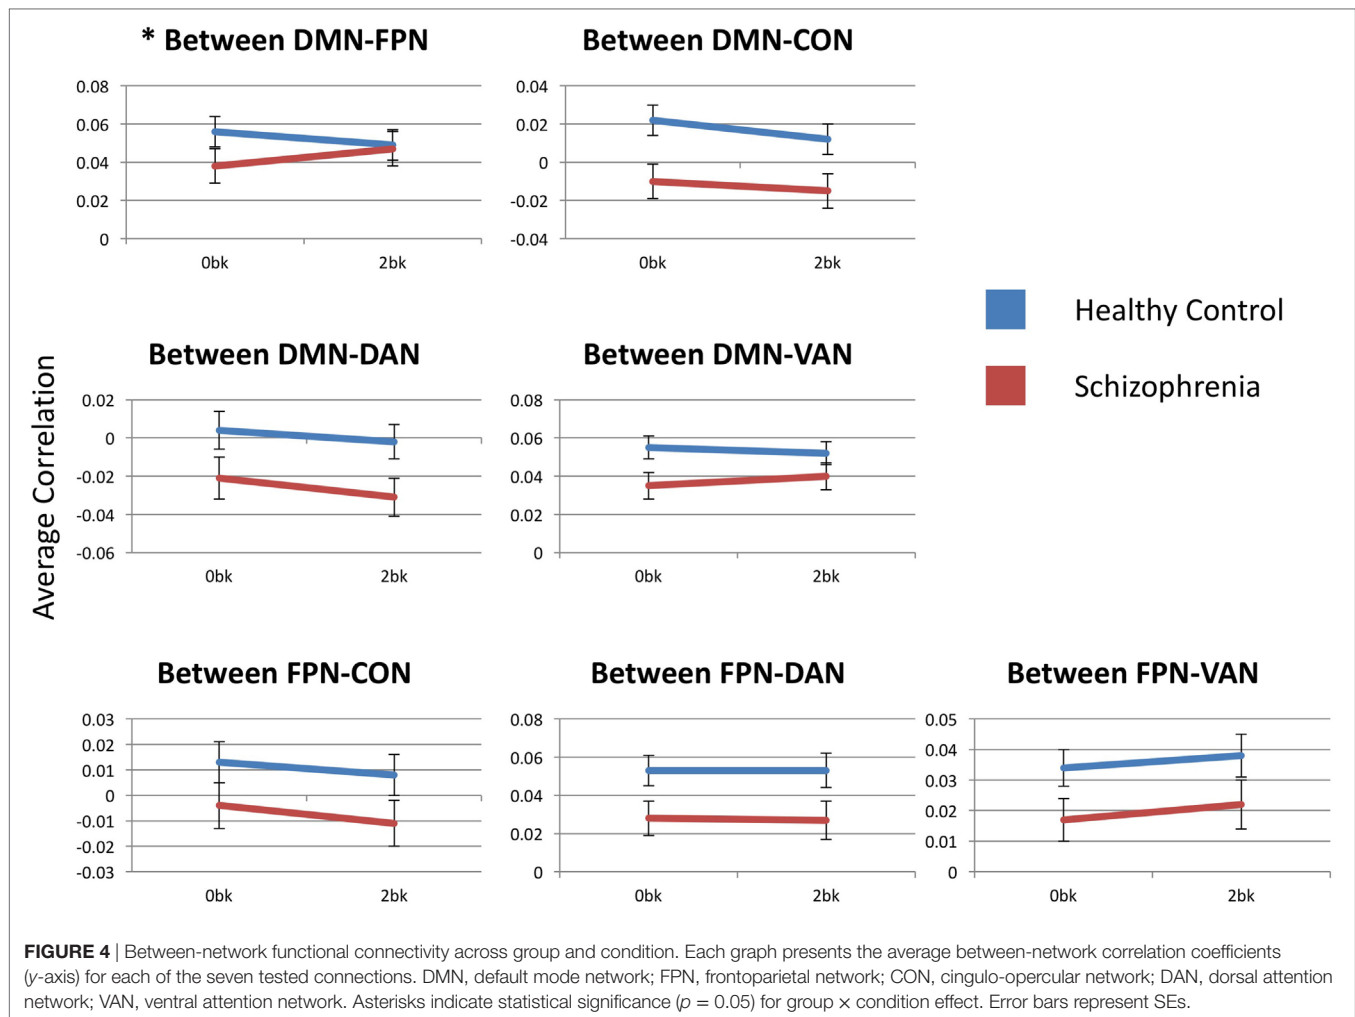 * Between DMN-FPN
0.08
0.06
0.04
0.02
0
0bk 2bk
Between DMN-CON
0.04
0.02
0
-0.02
-0.04
0bk 2bk
Healthy Control
Schizophrenia
Average Correlation
Between DMN-DAN
0.02
0
-0.02
-0.04
-0.06
0bk 2bk
Between DMN-VAN
0.08
0.06
0.04
0.02
0
0bk 2bk
Between FPN-CON
0.03
0.02
0.01
0
-0.01
-0.02
-0.03
0bk 2bk
Between FPN-DAN
0.08
0.06
0.04
0.02
0
0bk 2bk
Between FPN-VAN
0.05
0.04
0.03
0.02
0.01
0
0bk 2bk
FIGURE 4 | Between-network functional connectivity across group and condition. Each graph presents the average between-network correlation coefficients
(y-axis) for each of the seven tested connections. DMN, default mode network; FPN, frontoparietal network; CON, cingulo-opercular network; DAN, dorsal attention
network; VAN, ventral attention network. Asterisks indicate statistical significance (p = 0.05) for group × condition effect. Error bars represent SEs.